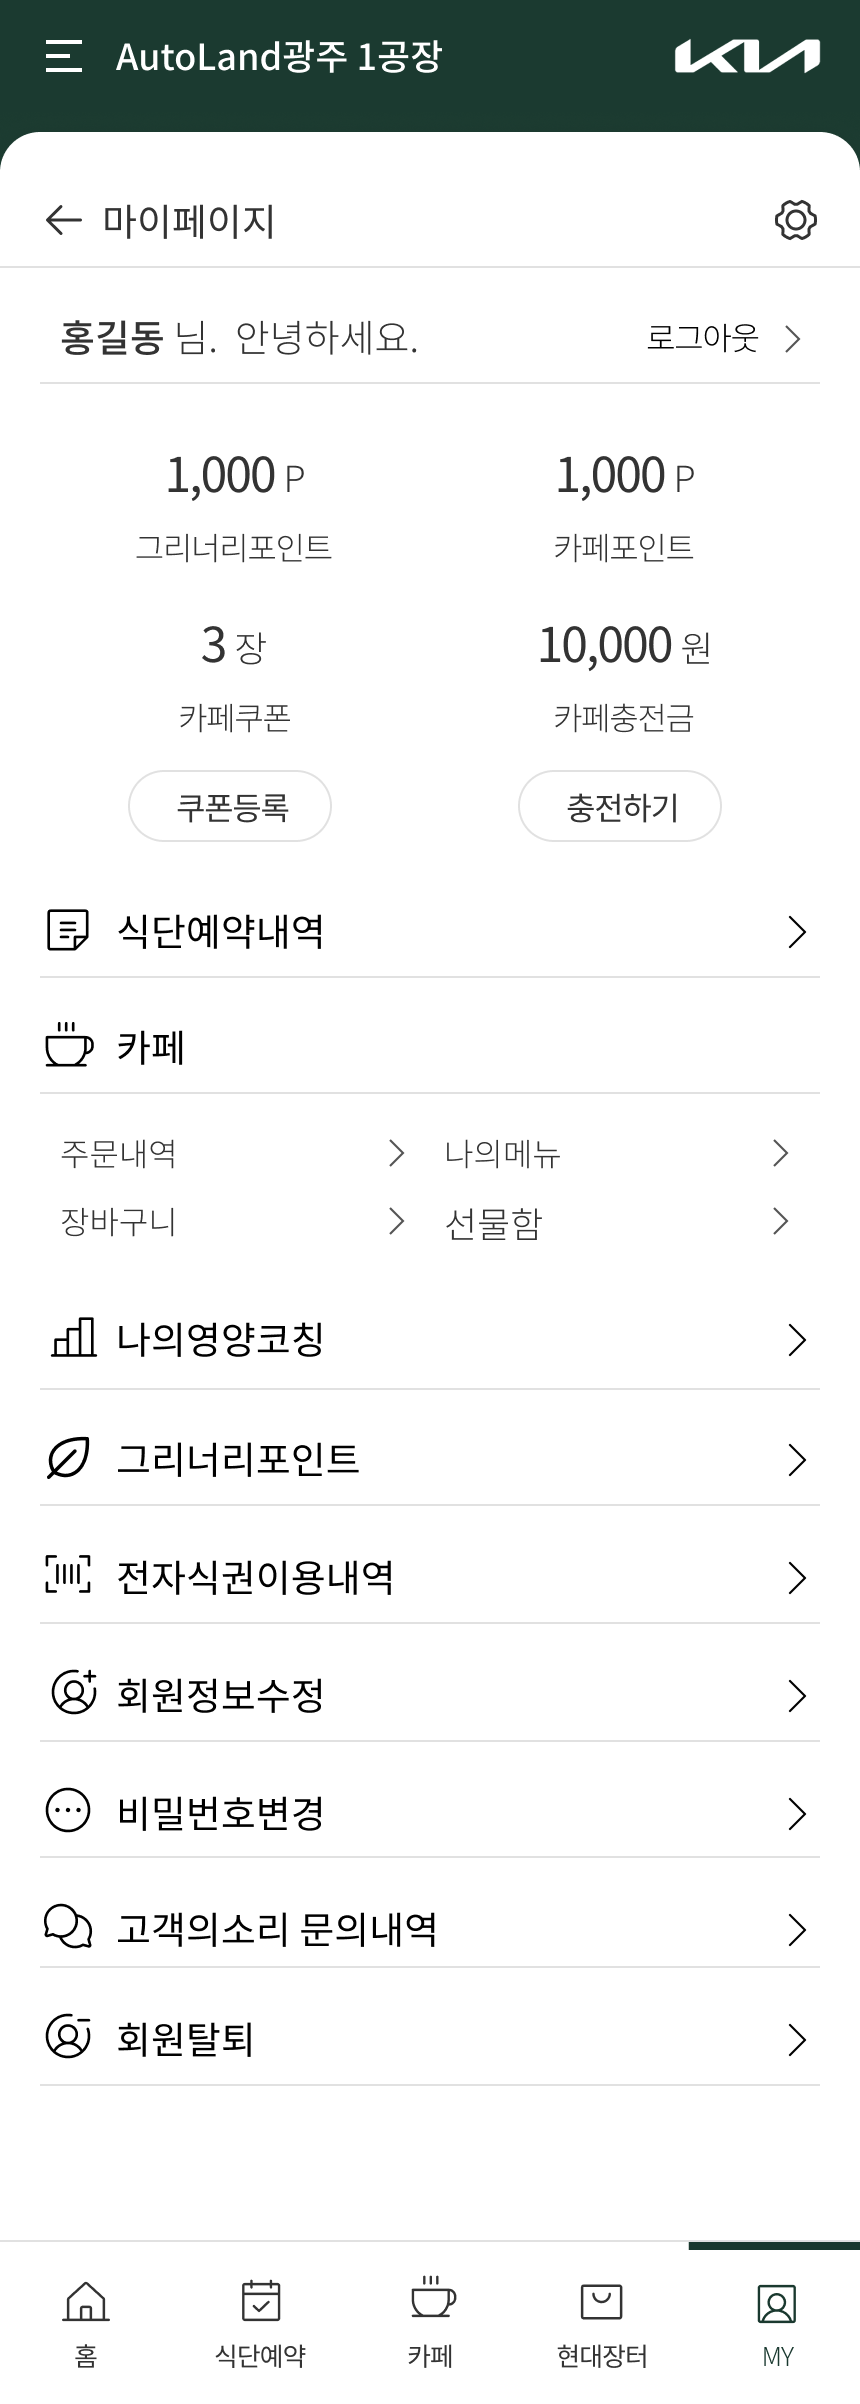 AutoLand광주 1공장 KIA
마이페이지
홍길동 님. 안녕하세요. 로그아웃
1,000 P 1,000 P
그리너리포인트 카페포인트
3 장 10,000 원
카페쿠폰 카페충전금
쿠폰등록 충전하기
식단예약내역
카페
주문내역 나의메뉴
장바구니 선물함
나의영양코칭
그리너리포인트
전자식권이용내역
회원정보수정
비밀번호변경
고객의소리 문의내역
회원탈퇴
홈 식단예약 카페 현대장터 MY